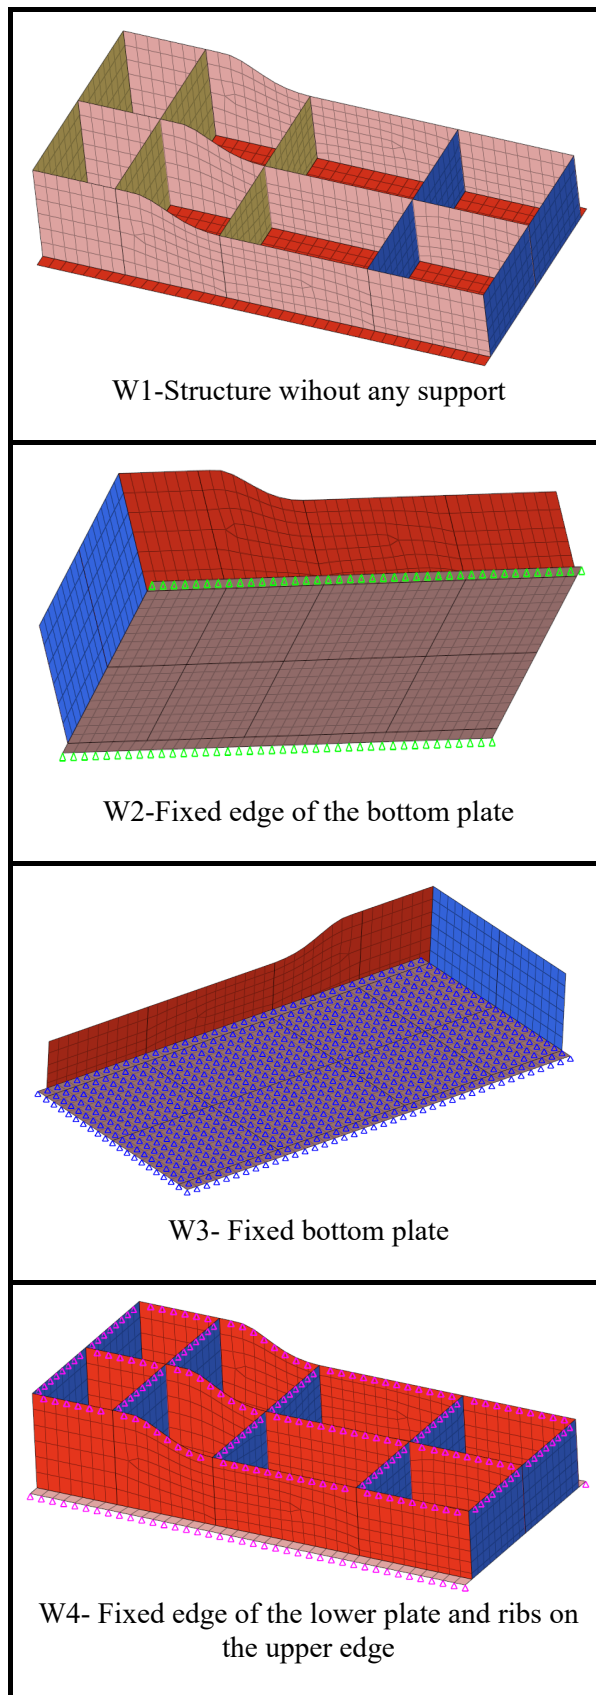 W1-Structure wihout any support
W2-Fixed edge of the bottom plate
W3- Fixed bottom plate
W4- Fixed edge of the lower plate and ribs on
the upper edge